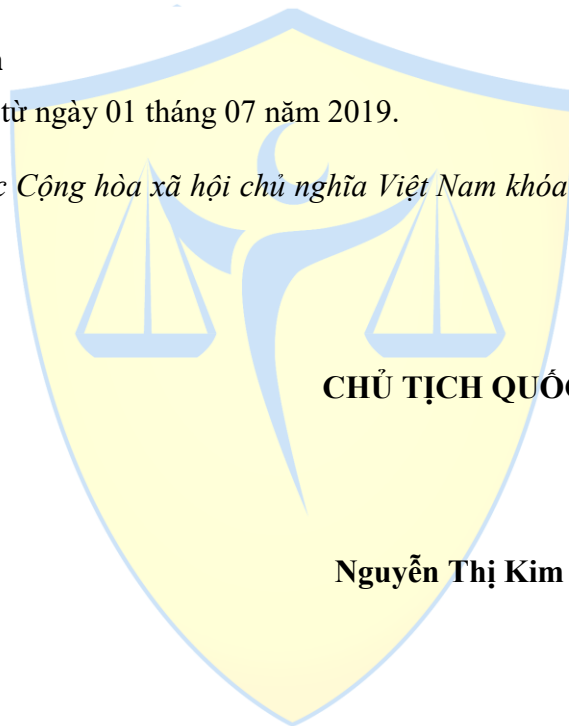 từ ngày 01 tháng 07 năm 2019.
Cộng hòa xã hội chủ nghĩa Việt Nam khóa
CHỦ TỊCH QUỐC
Nguyễn Thị Kim